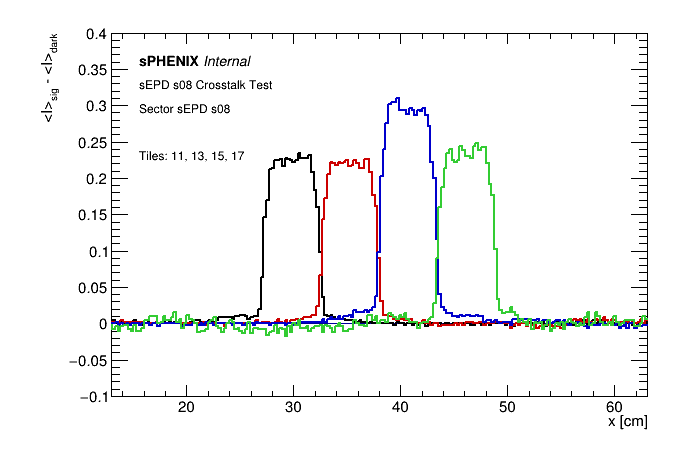 <I>sig - <I>dark
0.4
0.35
0.3
0.25
0.2
0.15
0.1
0.05
0
−0.05
−0.1
sPHENIX Internal
sEPD s08 Crosstalk Test
Sector sEPD s08
Tiles: 11, 13, 15, 17
20 30 40 50 60
x [cm]